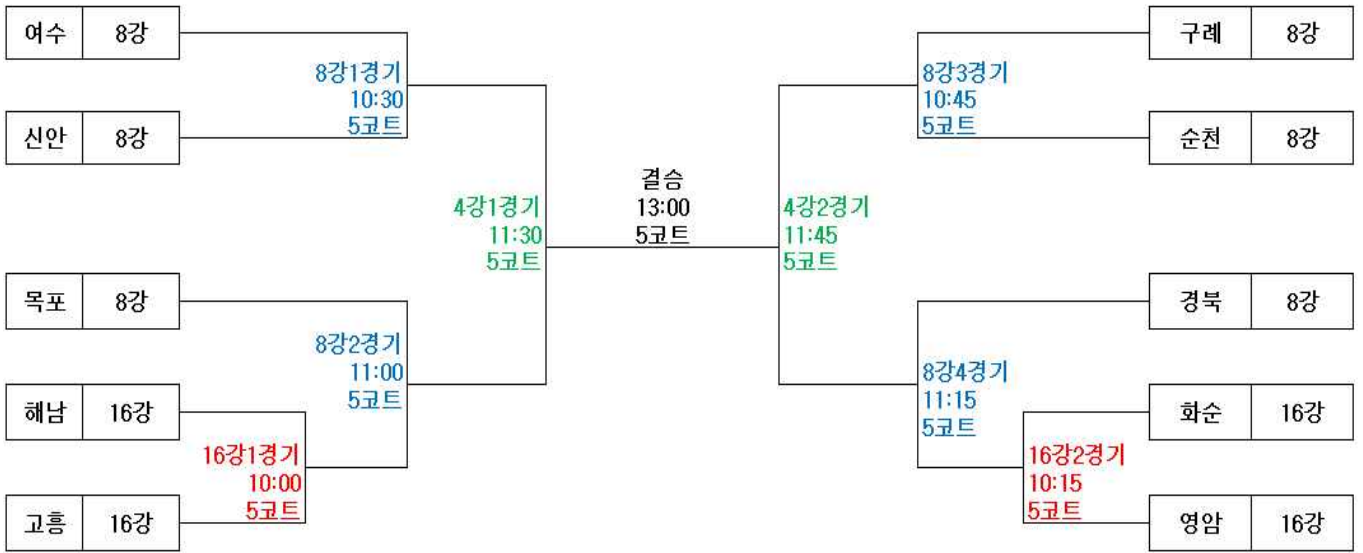 여수 8강
8강1경기
10:30
5코트
신안 8강
목포 8강
8강2경기
11:00
5코트
해남 16강
16강1경기
10:00
5코트
고흥 16강
4강1경기
11:30
5코트
결승
13:00
5코트
4강2경기
11:45
5코트
구례 8강
8강3경기
10:45
5코트
순천 8강
경북 8강
8강4경기
11:15
5코트
화순 16강
16강2경기
10:15
5코트
영암 16강